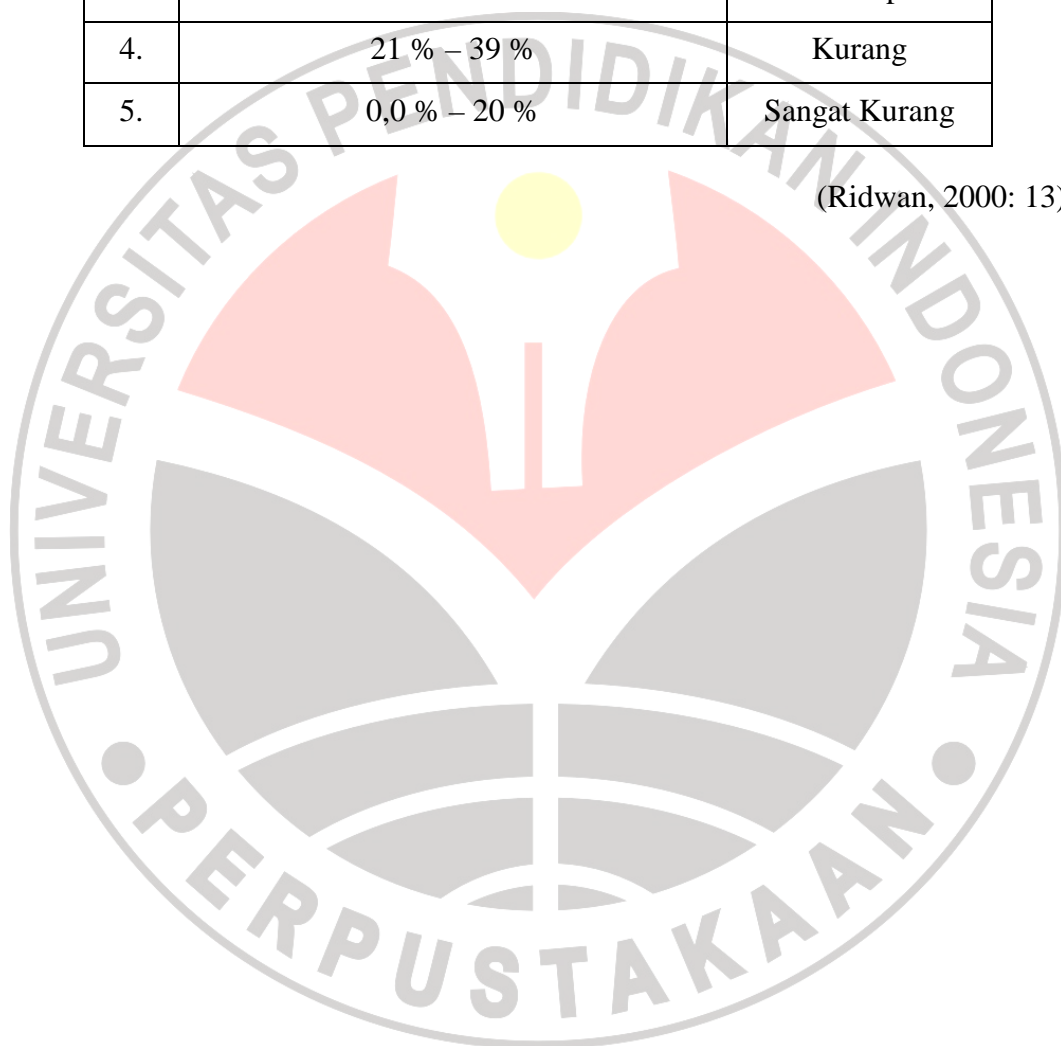 4. 21 % – 39 % Kurang
5. 0,0 % – 20 % Sangat Kurang
(Ridwan, 2000: 13)
UNIVERSITAS PENDIDIKAN INDONESIA
PERPUSTAKAAN